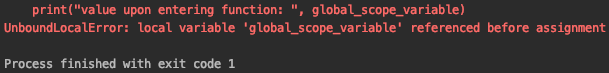 print("value upon entering function: ", global_scope_variable)
UnboundLocalError: local variable 'global_scope_variable' referenced before assignment
Process finished with exit code 1